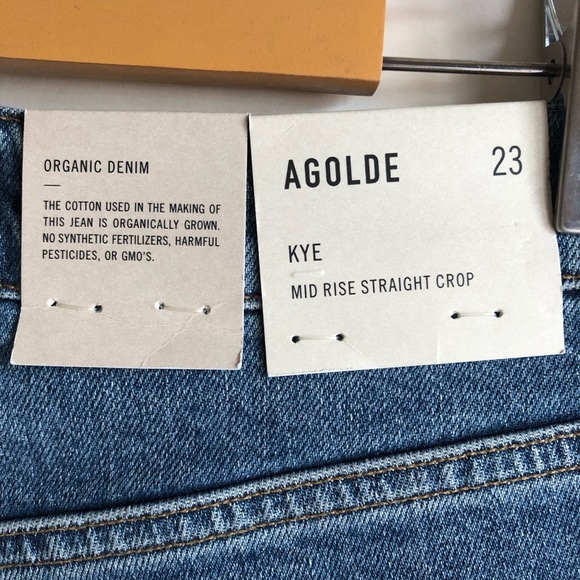 ORGANIC DENIM
THE COTTON USED IN THE MAKING OF
THIS JEAN IS ORGANICALLY GROWN.
NO SYNTHETIC FERTILIZERS, HARMFUL
PESTICIDES, OR GMO'S.
AGOLDE 23
KYE
MID RISE STRAIGHT CROP